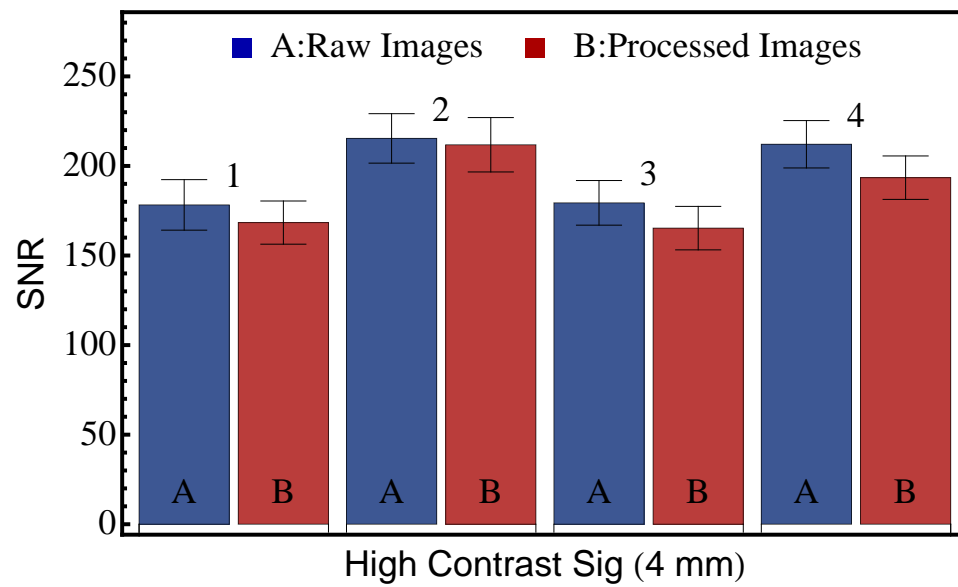 A:Raw Images B:Processed Images
250
200
150
100
50
0
SNR
1
2
3
4
A B A B A B A B
High Contrast Sig (4 mm)